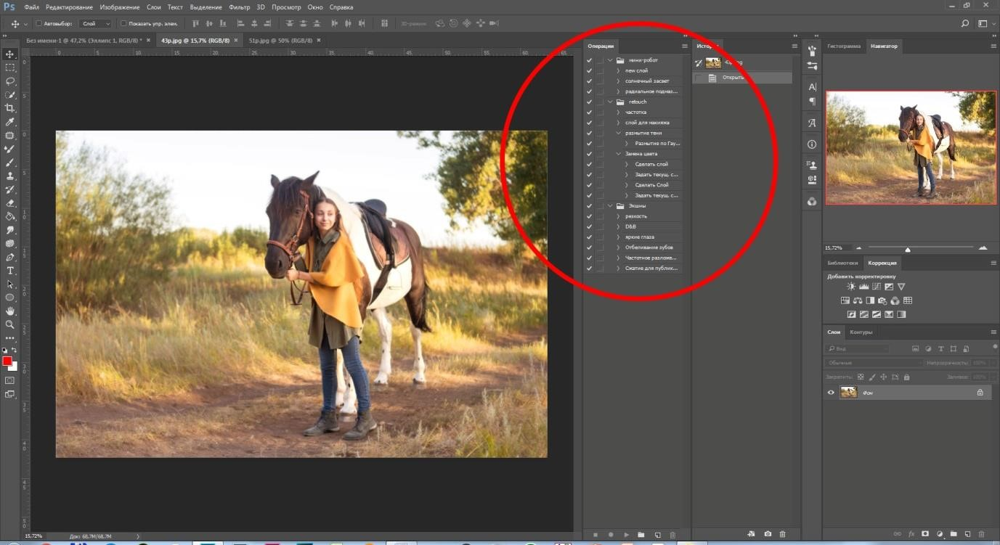 Ps Файл Редактирование Изображение Слои Текст Выделение Фильтр 3D Просмотр Окно Справка
Автовыбор: Слой Показать упр. элем. 3D-режим:
Без имени-1 @ 47,2% (Эллипс 1, RGB/8) * 43p.jpg @ 15,7% (RGB/8) 51p.jpg @ 50% (RGB/8)
Операции
мини-робот
new слой
солнечный засвет
радиальное подмаз...
retouch
частотка
слой для макияжа
размытие тени
Размытие по Гау...
Замена цвета
Сделать слой
Задать текущ. с...
Сделать Слой
Задать текущ. с...
Экшны
резкость
D&B
яркие глаза
Отбеливание зубов
Частотное разложе...
Сжатие для публик...
Открыть
Гистограмма Навигатор
15,72%
Библиотеки Коррекция
Добавить корректировку
Слои Контуры
Вид
Обычные Непрозрачность: 100%
Закрепить: Заливка: 100%
Фон
15,72% Док: 68,7M/68,7M